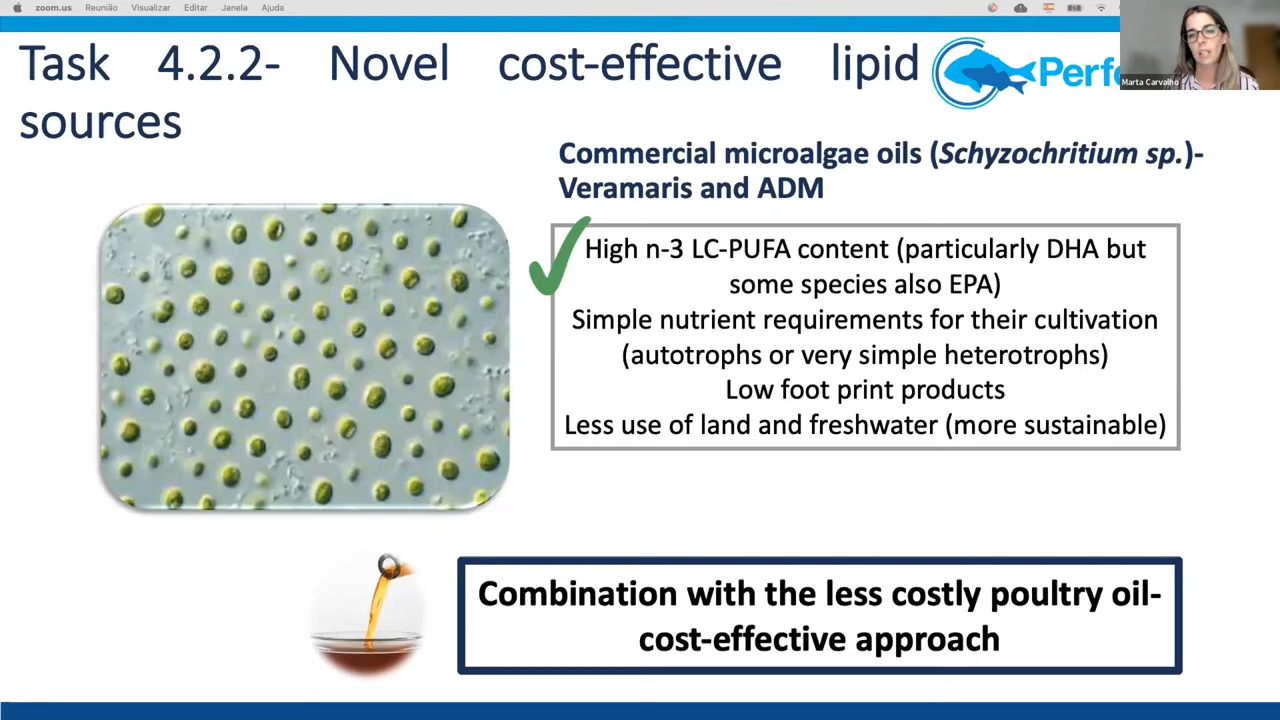 zoom.us Reunião Visualizar Editar Janela Ajuda
Task 4.2.2- Novel cost-effective lipid
sources
Marta Carvalho
Commercial microalgae oils (Schyzochritium sp.)-
Veramaris and ADM
High n-3 LC-PUFA content (particularly DHA but
some species also EPA)
Simple nutrient requirements for their cultivation
(autotrophs or very simple heterotrophs)
Low foot print products
Less use of land and freshwater (more sustainable)
Combination with the less costly poultry oil-
cost-effective approach